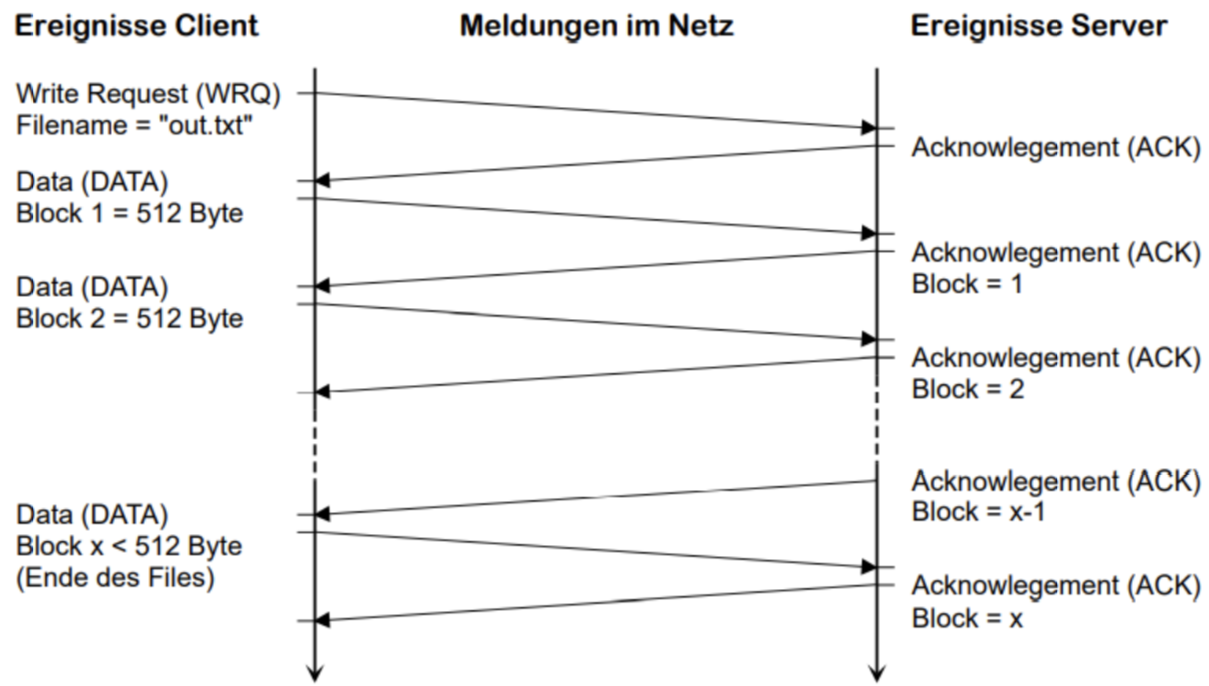 Ereignisse Client
Meldungen im Netz
Ereignisse Server
Write Request (WRQ)
Filename = "out.txt"
Acknowlegement (ACK)
Data (DATA)
Block 1 = 512 Byte
Acknowlegement (ACK)
Block = 1
Data (DATA)
Block 2 = 512 Byte
Acknowlegement (ACK)
Block = 2
Acknowlegement (ACK)
Block = x-1
Data (DATA)
Block x < 512 Byte
(Ende des Files)
Acknowlegement (ACK)
Block = x